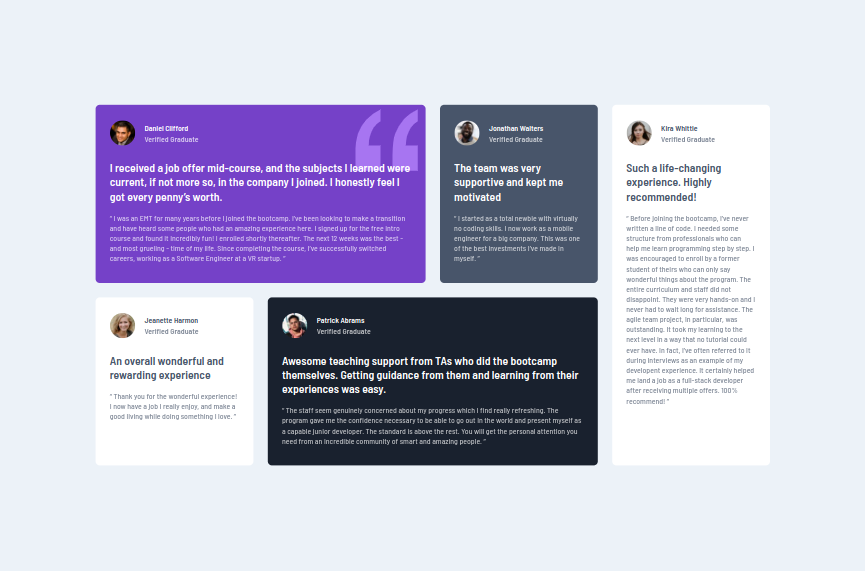 Daniel Clifford
Verified Graduate
I received a job offer mid-course, and the subjects I learned were
current, if not more so, in the company I joined. I honestly feel I
got every penny’s worth.
“ I was an EMT for many years before I joined the bootcamp. I’ve been looking to make a transition
and have heard some people who had an amazing experience here. I signed up for the free intro
course and found it incredibly fun! I enrolled shortly thereafter. The next 12 weeks was the best -
and most grueling - time of my life. Since completing the course, I’ve successfully switched
careers, working as a Software Engineer at a VR startup. ”
Jonathan Walters
Verified Graduate
The team was very
supportive and kept me
motivated
“ I started as a total newbie with virtually
no coding skills. I now work as a mobile
engineer for a big company. This was one
of the best investments I’ve made in
myself. ”
Kira Whittle
Verified Graduate
Such a life-changing
experience. Highly
recommended!
“ Before joining the bootcamp, I’ve never
written a line of code. I needed some
structure from professionals who can
help me learn programming step by step. I
was encouraged to enroll by a former
student of theirs who can only say
wonderful things about the program. The
entire curriculum and staff did not
disappoint. They were very hands-on and I
never had to wait long for assistance. The
agile team project, in particular, was
outstanding. It took my learning to the
next level in a way that no tutorial could
ever have. In fact, I’ve often referred to it
during interviews as an example of my
developent experience. It certainly helped
me land a job as a full-stack developer
after receiving multiple offers. 100%
recommend! ”
Jeanette Harmon
Verified Graduate
An overall wonderful and
rewarding experience
“ Thank you for the wonderful experience!
I now have a job I really enjoy, and make a
good living while doing something I love. ”
Patrick Abrams
Verified Graduate
Awesome teaching support from TAs who did the bootcamp
themselves. Getting guidance from them and learning from their
experiences was easy.
“ The staff seem genuinely concerned about my progress which I find really refreshing. The
program gave me the confidence necessary to be able to go out in the world and present myself as
a capable junior developer. The standard is above the rest. You will get the personal attention you
need from an incredible community of smart and amazing people. ”